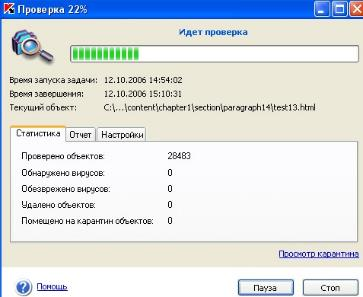 Проверка 22%
Идет проверка
Время запуска задачи: 12.10.2006 14:54:02
Время завершения: 12.10.2006 15:10:31
Текущий объект: C:\...\content\chapter1\section\paragraph14\test13.html
Статистика Отчет Настройки
Проверено объектов: 28483
Обнаружено вирусов: 0
Обезврежено вирусов: 0
Удалено объектов: 0
Помещено на карантин объектов: 0
Просмотр карантина
Помощь Пауза Стоп